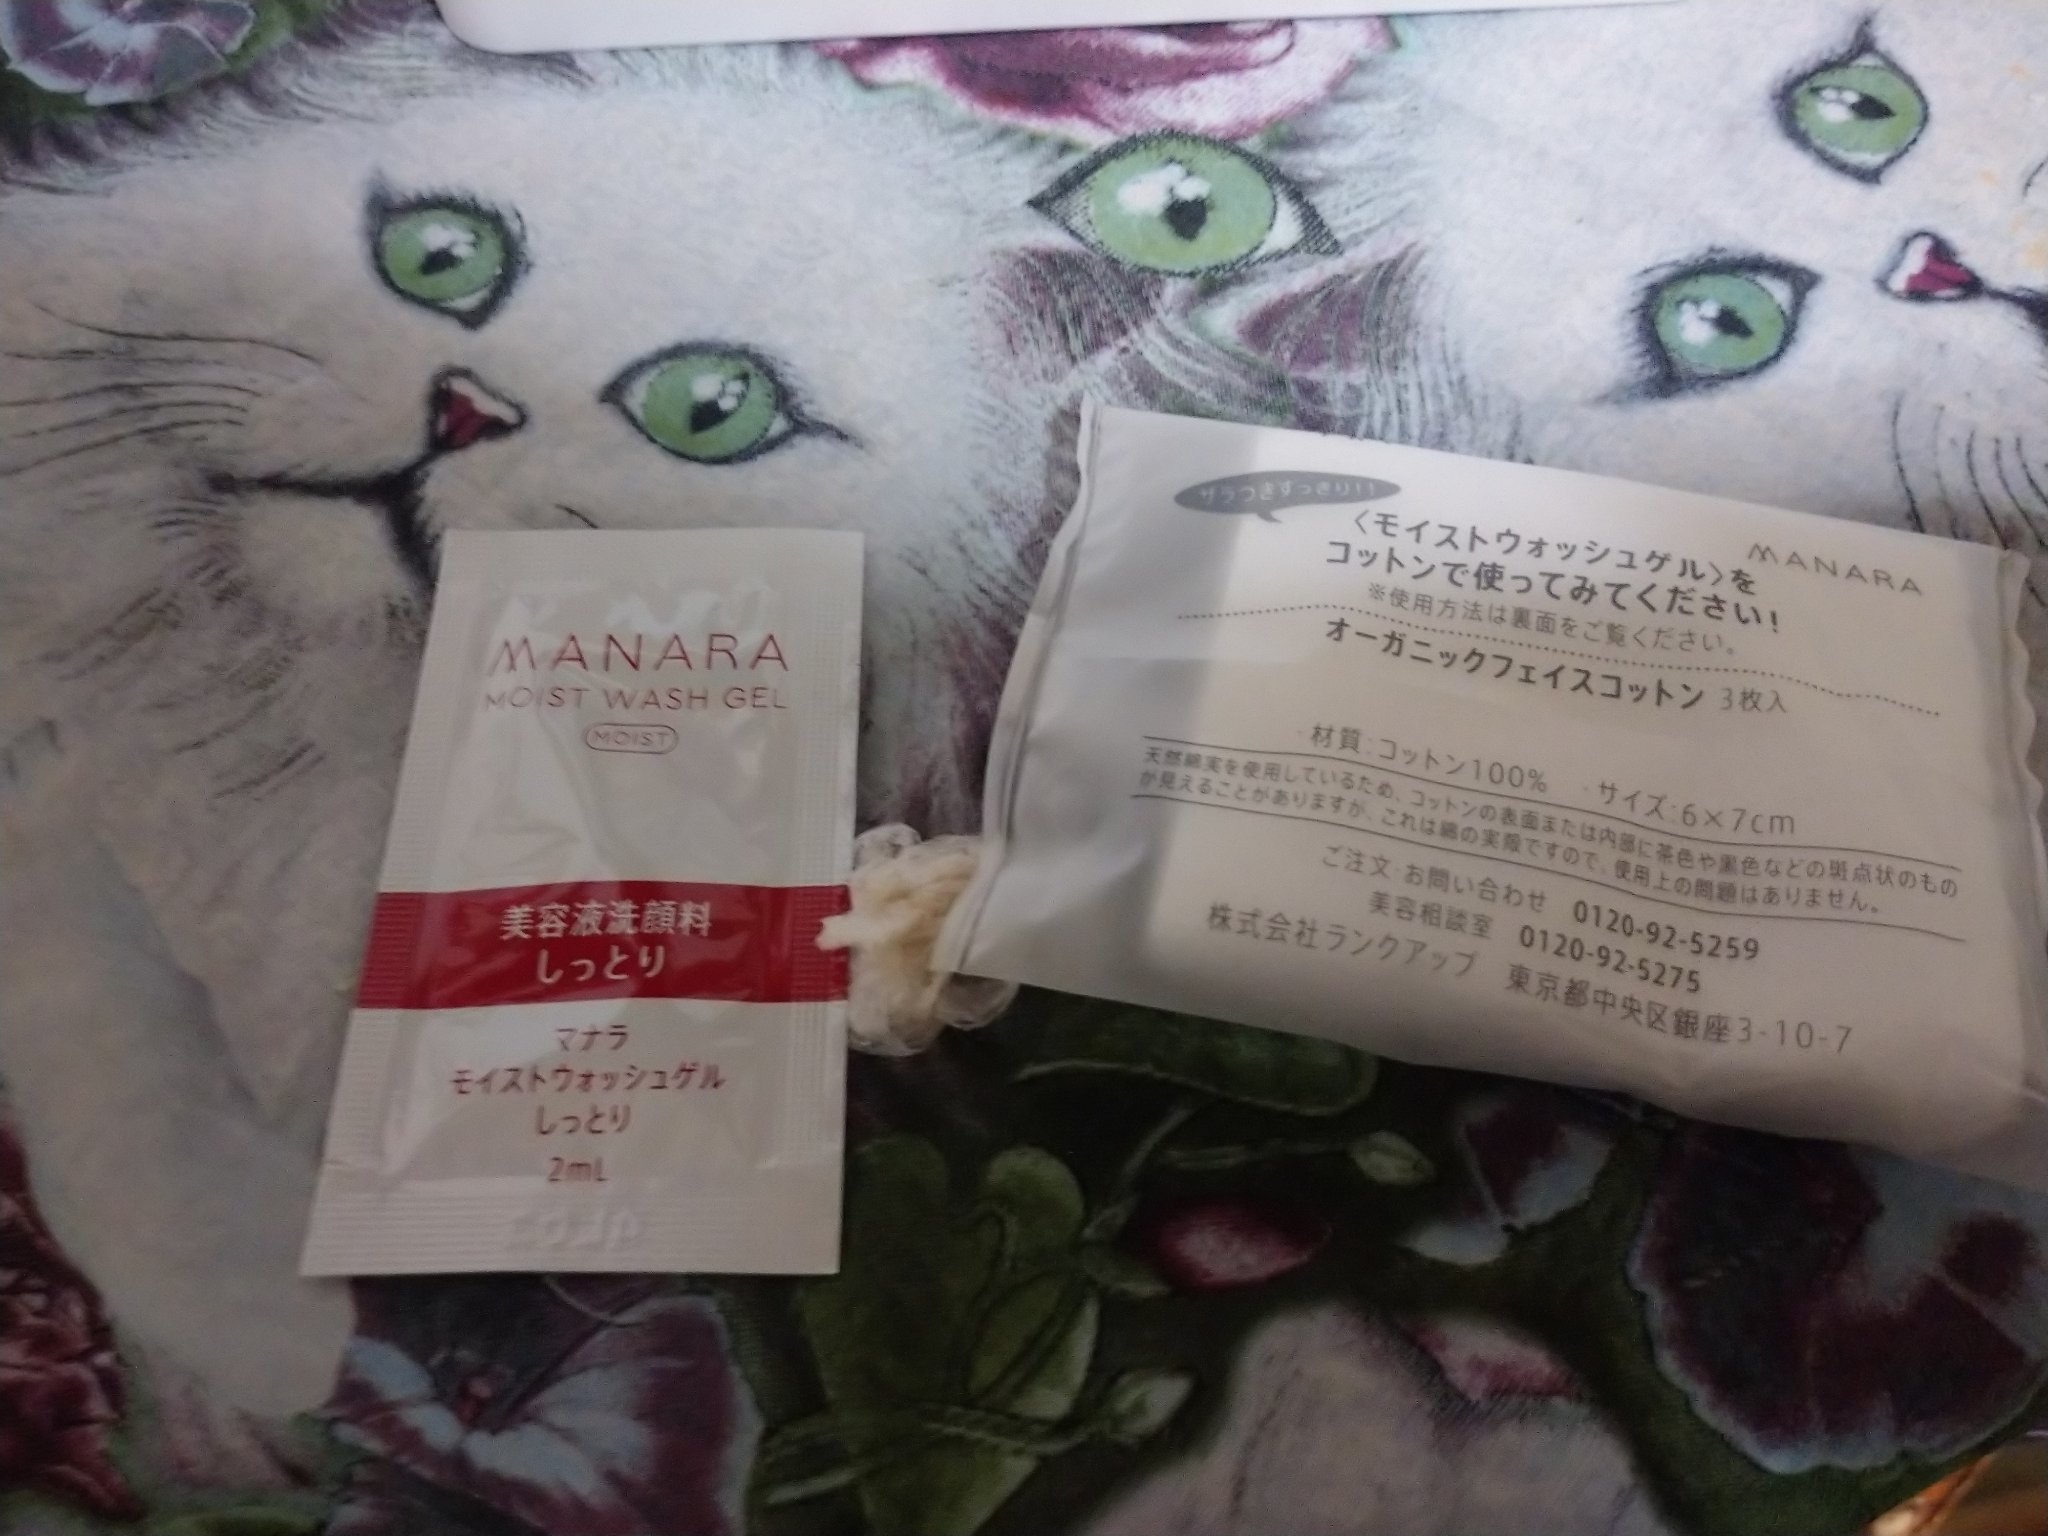 MANARA
MOIST WASH GEL
MOIST
美容液洗顔料
しっとり
マナラ
モイストウォッシュゲル
しっとり
2mL
ザラつきすっきり!!
MANARA
〈モイストウォッシュゲル〉を
コットンで使ってみてください!
※使用方法は裏面をご覧ください。
オーガニックフェイスコットン 3枚入
・材質:コットン100% ・サイズ:6×7cm
天然綿実を使用しているため、コットンの表面または内部に茶色や黒色などの斑点状のもの
が見えることがありますが、これは綿の実殻ですので、使用上の問題はありません。
ご注文・お問い合わせ 0120-92-5259
美容相談室 0120-92-5275
株式会社ランクアップ 東京都中央区銀座3-10-7